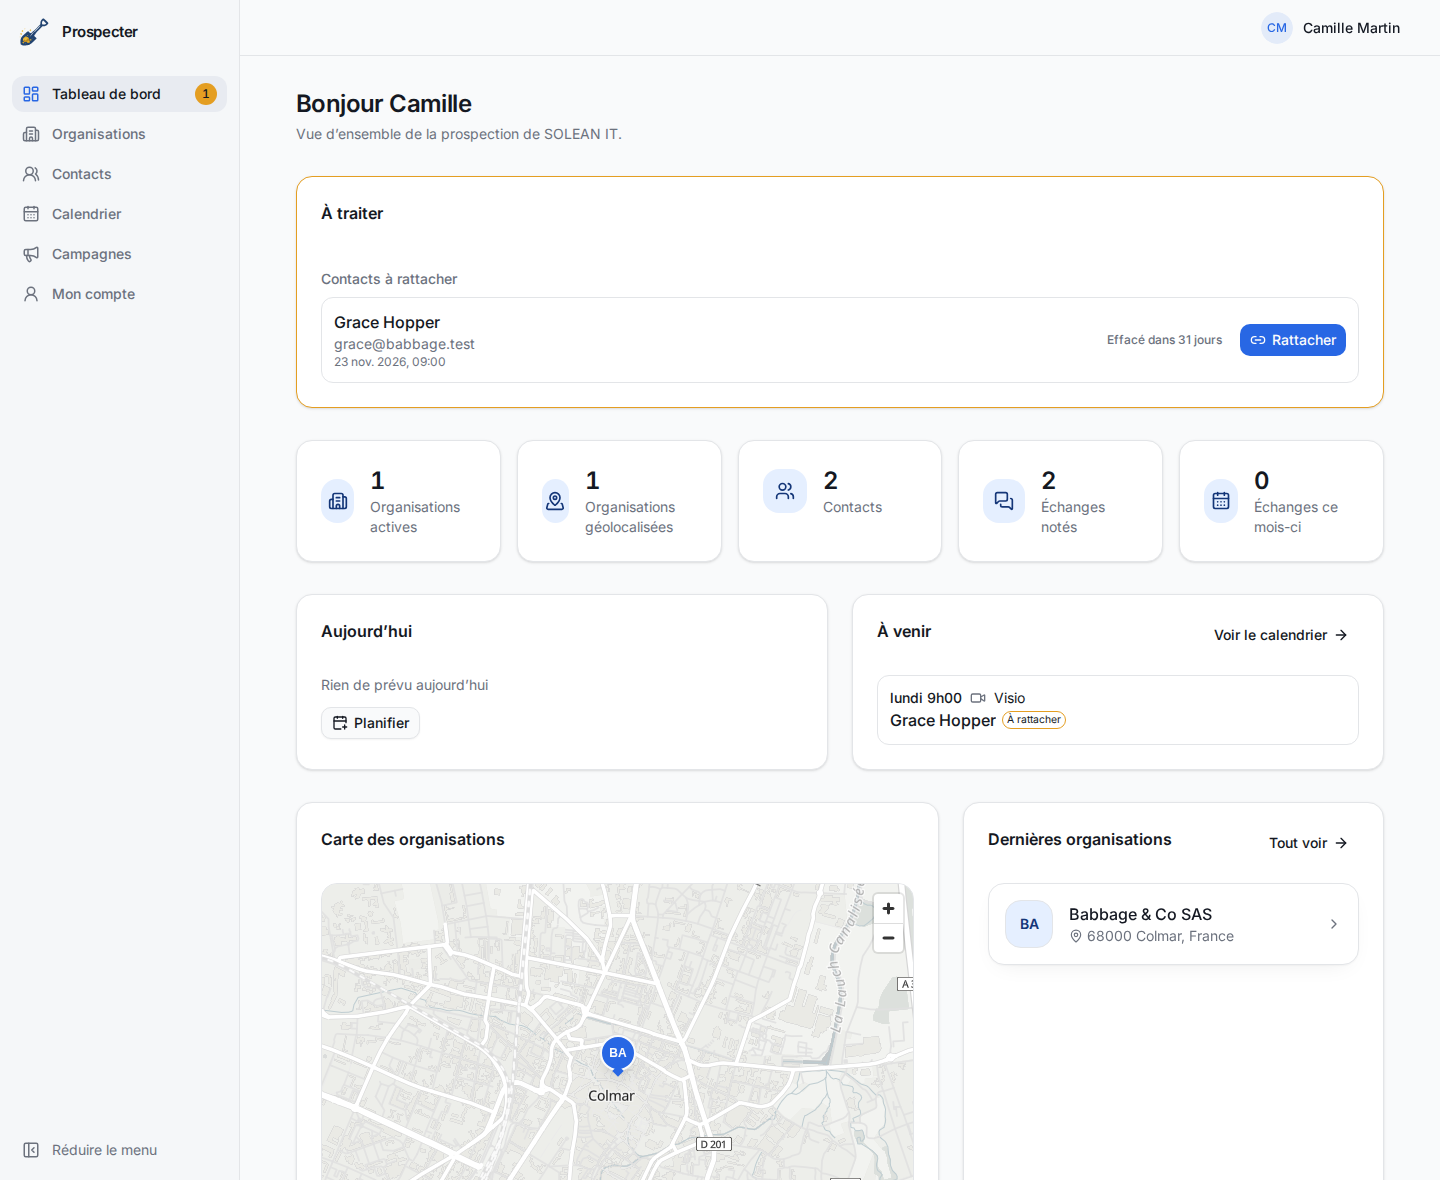 Prospecter
CM Camille Martin
Tableau de bord 1
Organisations
Contacts
Calendrier
Campagnes
Mon compte
Réduire le menu
Bonjour Camille
Vue d’ensemble de la prospection de SOLEAN IT.
À traiter
Contacts à rattacher
Grace Hopper
grace@babbage.test
23 nov. 2026, 09:00
Effacé dans 31 jours
Rattacher
1
Organisations
actives
1
Organisations
géolocalisées
2
Contacts
2
Échanges
notés
0
Échanges ce
mois-ci
Aujourd’hui
Rien de prévu aujourd’hui
Planifier
À venir
Voir le calendrier
lundi 9h00 Visio
Grace Hopper À rattacher
Carte des organisations
+
−
La Lauch Canalisée
BA
Colmar
D 201
Dernières organisations
Tout voir
BA
Babbage & Co SAS
68000 Colmar, France